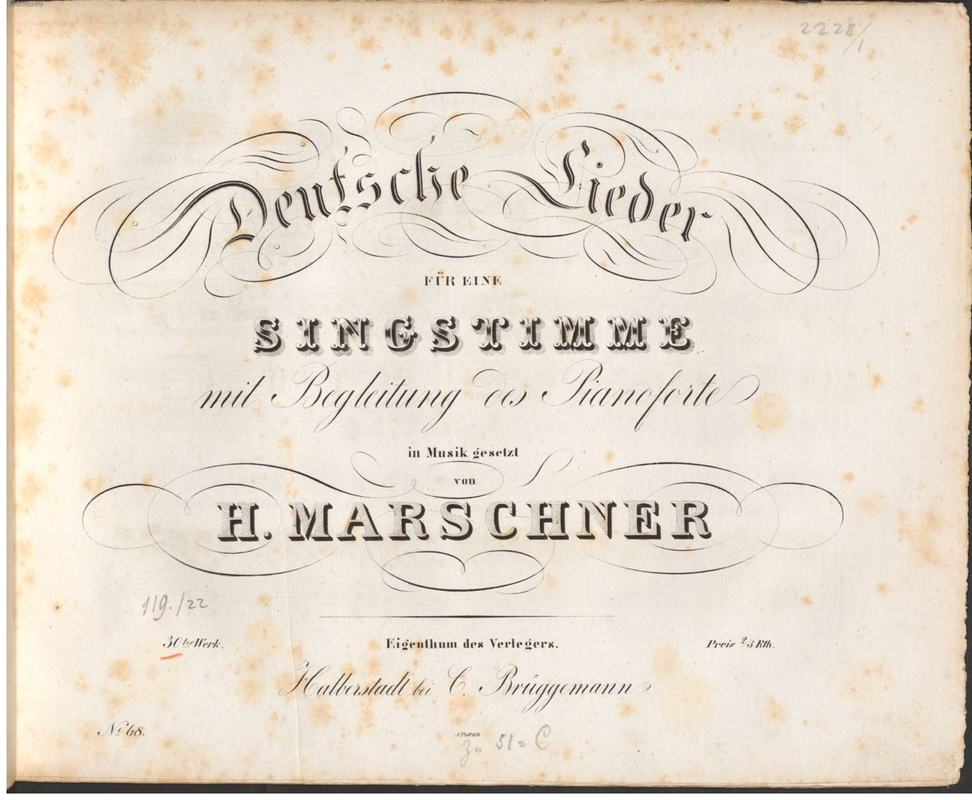 2228/1
Deutsche Lieder
FÜR EINE
SINGSTIMME
mit Begleitung des Pianoforte
in Musik gesetzt
von
H. MARSCHNER
119./22
30tes Werk. Eigenthum des Verlegers. Preis 2/3 Rth.
Halberstadt bei C. Brüggemann
No. 68.
51 = C